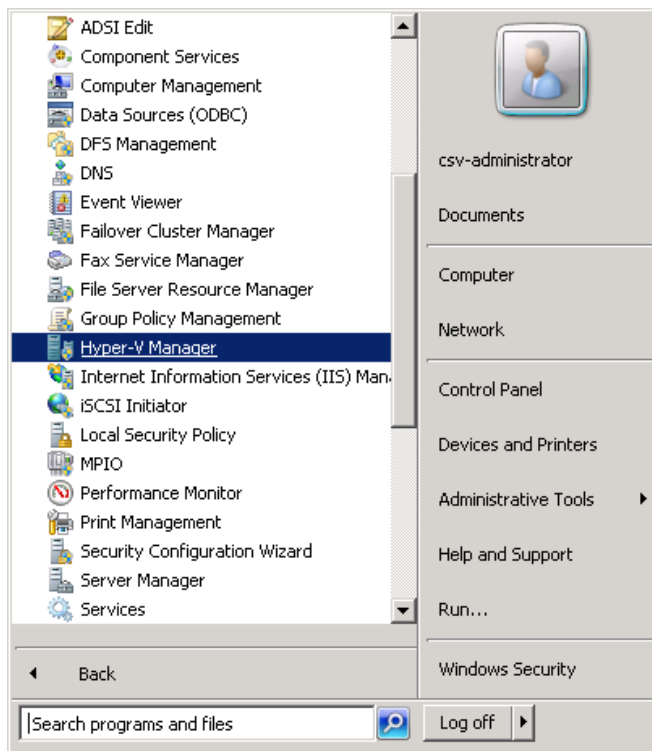 ADSI Edit
Component Services
Computer Management
Data Sources (ODBC)
DFS Management
DNS
Event Viewer
Failover Cluster Manager
Fax Service Manager
File Server Resource Manager
Group Policy Management
Hyper-V Manager
Internet Information Services (IIS) Man
iSCSI Initiator
Local Security Policy
MPIO
Performance Monitor
Print Management
Security Configuration Wizard
Server Manager
Services
Back
Search programs and files
csv-administrator
Documents
Computer
Network
Control Panel
Devices and Printers
Administrative Tools
Help and Support
Run...
Windows Security
Log off